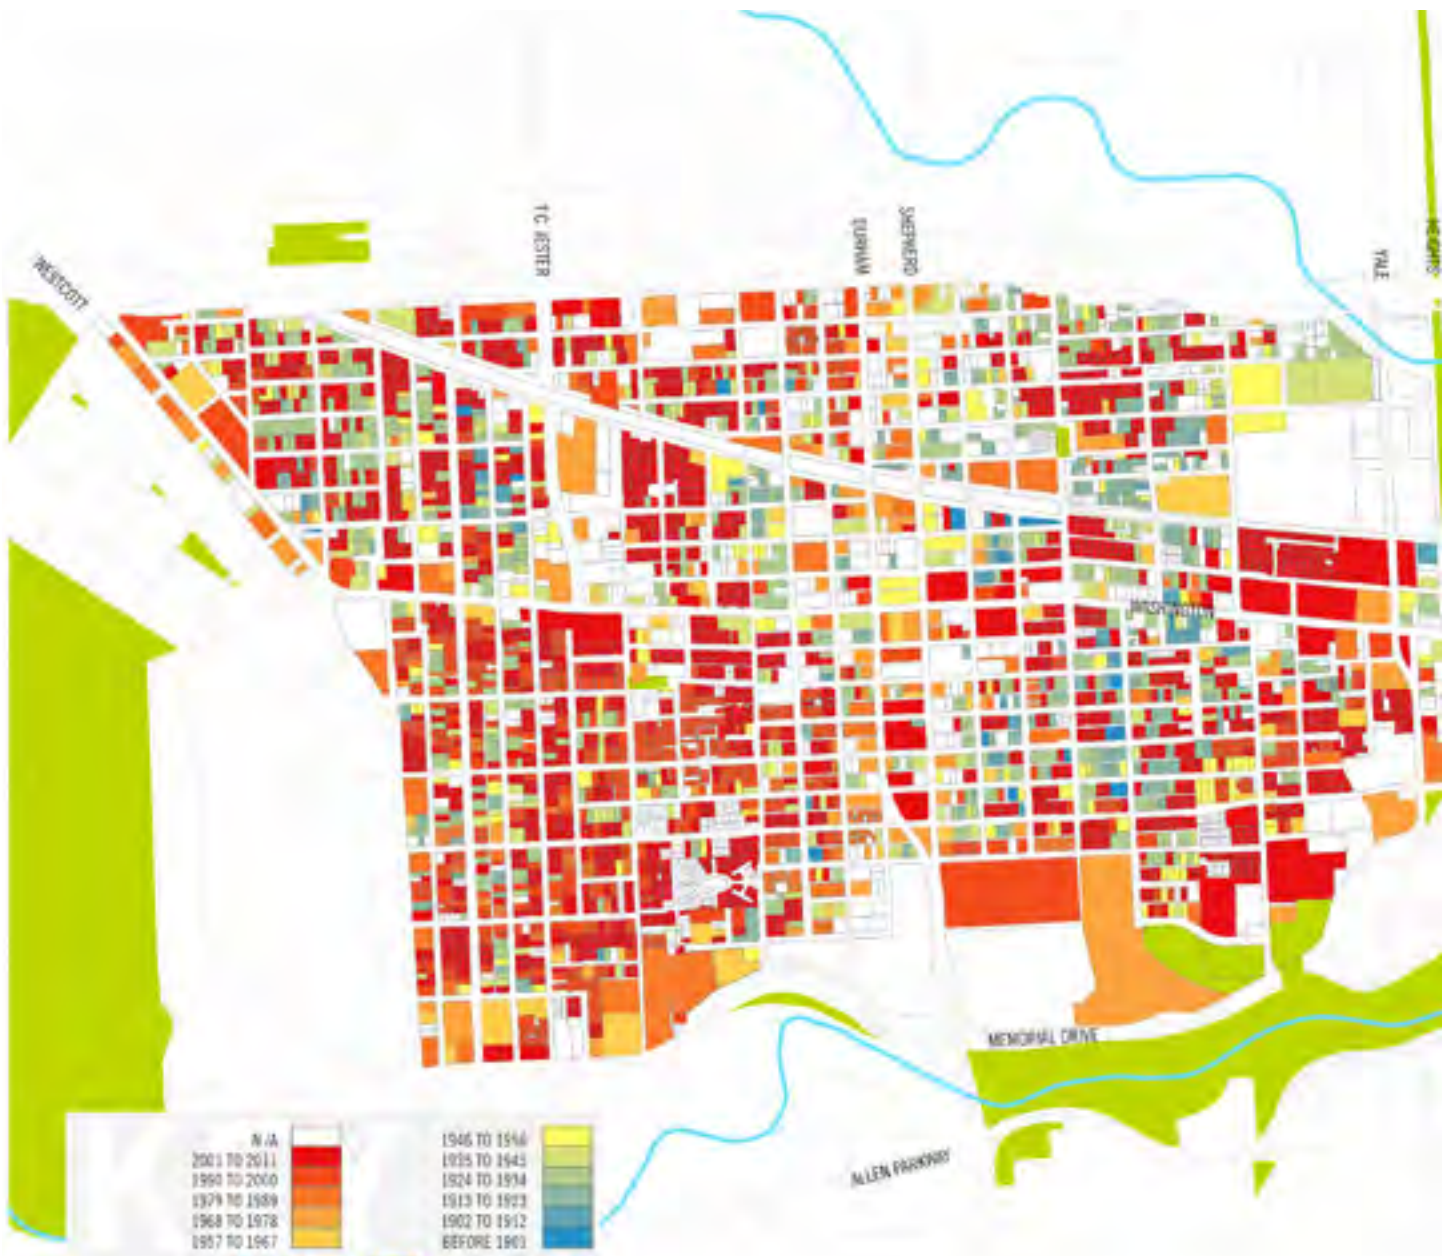 WESTCOTT
T C JESTER
DURHAM
SHEPHERD
YALE
HEIGHTS
WASHINGTON
MEMORIAL DRIVE
ALLEN PARKWAY
N/A
2001 TO 2011
1990 TO 2000
1979 TO 1989
1968 TO 1978
1957 TO 1967
1946 TO 1956
1935 TO 1945
1924 TO 1934
1913 TO 1923
1902 TO 1912
BEFORE 1901